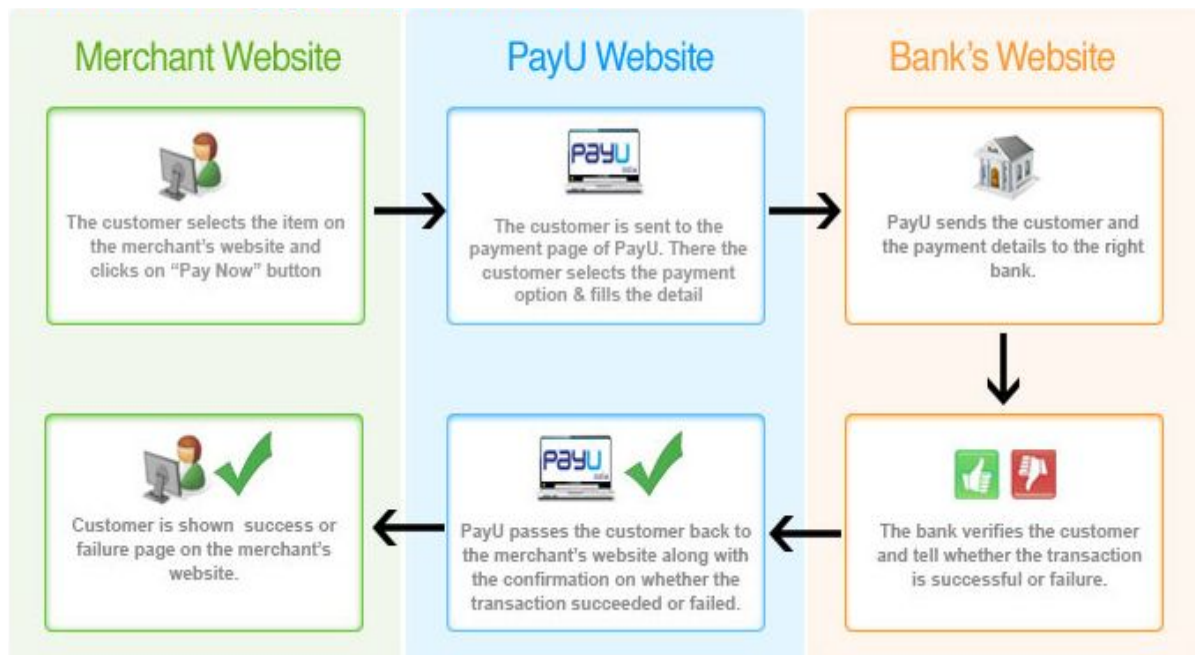 Merchant Website
PayU Website
Bank's Website
PayU
The customer selects the item on
the merchant's website and
clicks on "Pay Now" button
The customer is sent to the
payment page of PayU. There the
customer selects the payment
option & fills the detail
PayU sends the customer and
the payment details to the right
bank.
Customer is shown success or
failure page on the merchant's
website.
PayU
PayU passes the customer back to
the merchant's website along with
the confirmation on whether the
transaction succeeded or failed.
The bank verifies the customer
and tell whether the transaction
is successful or failure.